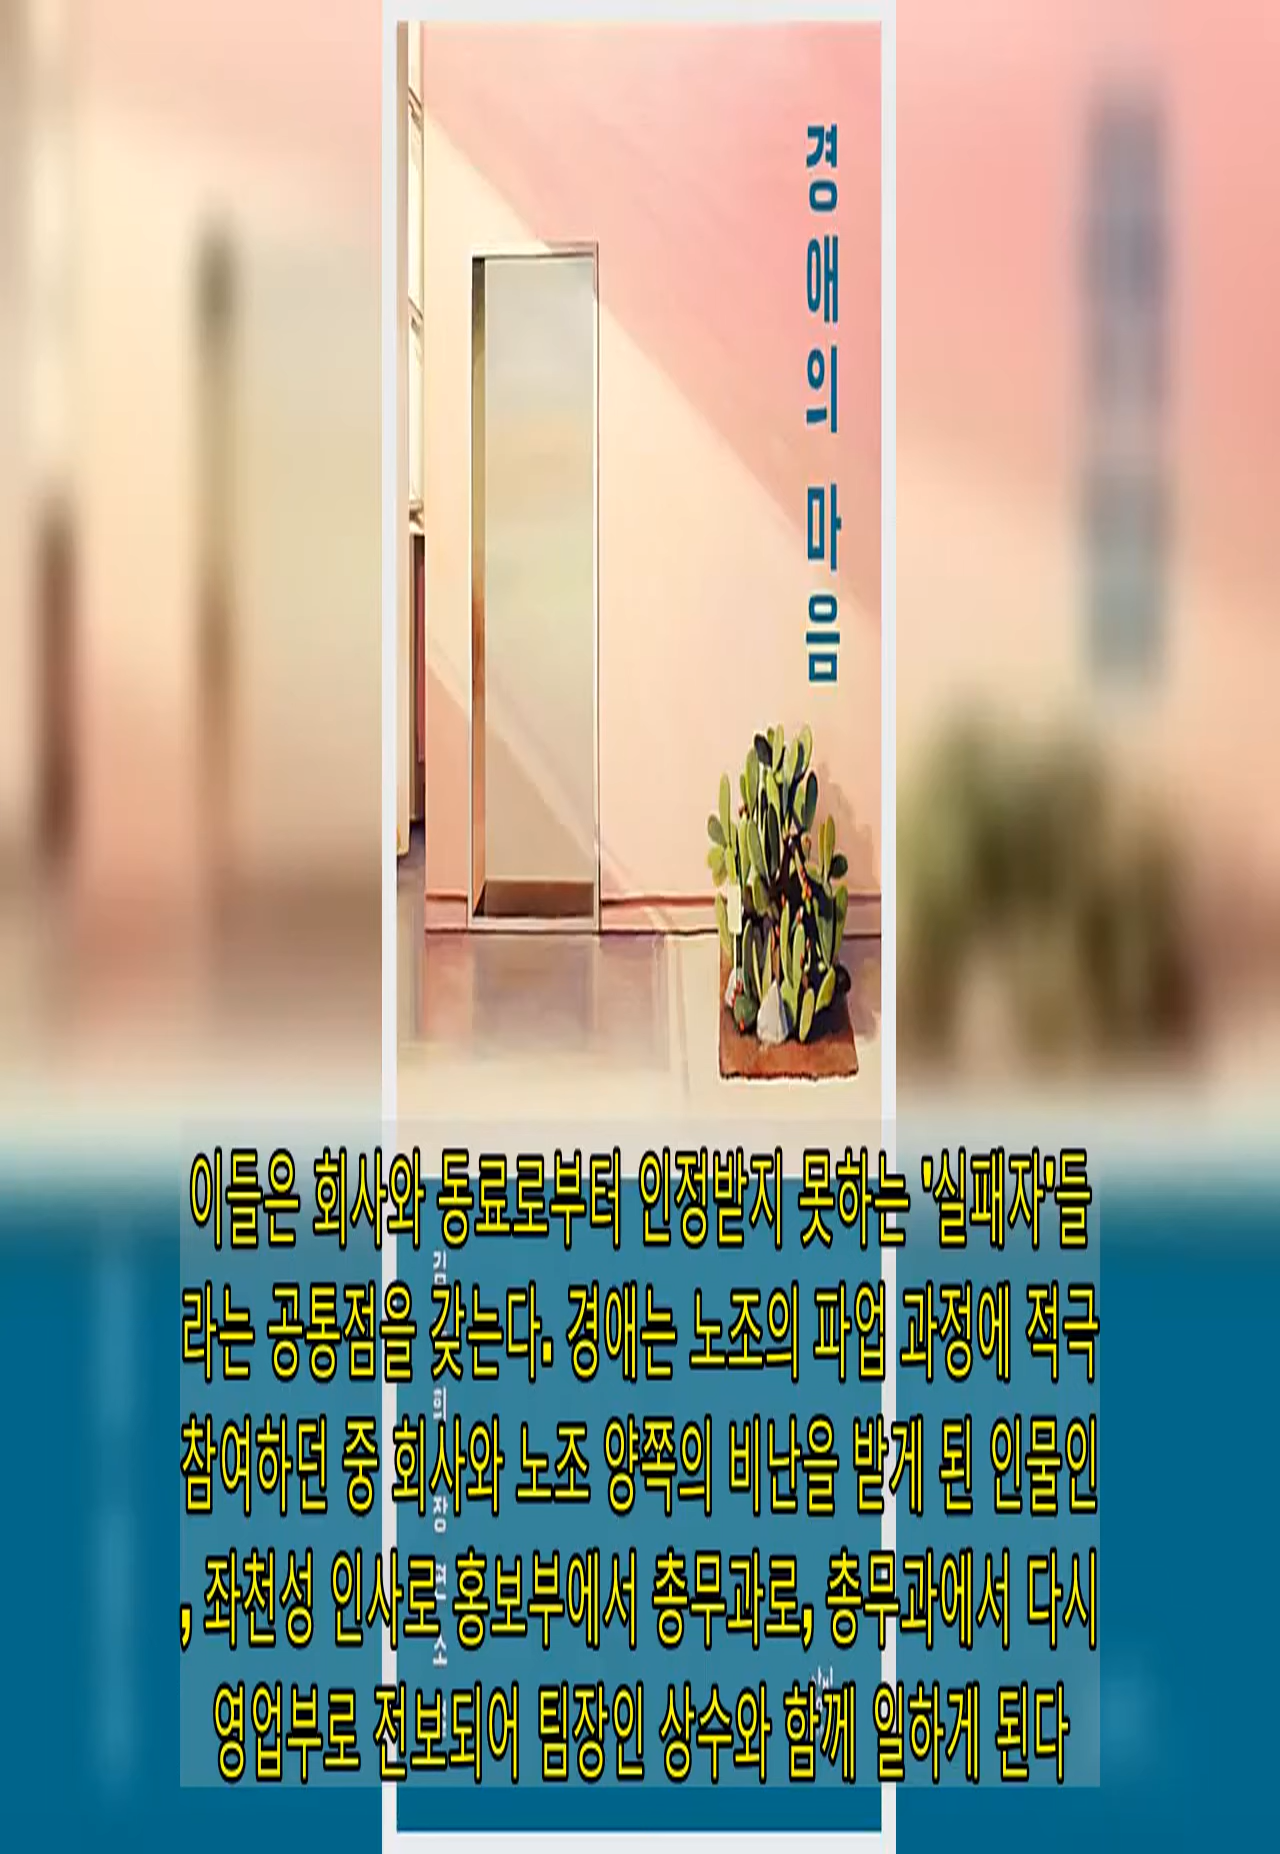 경애의 마음
이들은 회사와 동료로부터 인정받지 못하는 '실패자'들
라는 공통점을 갖는다. 경애는 노조의 파업 과정에 적극
참여하던 중 회사와 노조 양쪽의 비난을 받게 된 인물인
, 좌천성 인사로 홍보부에서 총무과로, 총무과에서 다시
영업부로 전보되어 팀장인 상수와 함께 일하게 된다